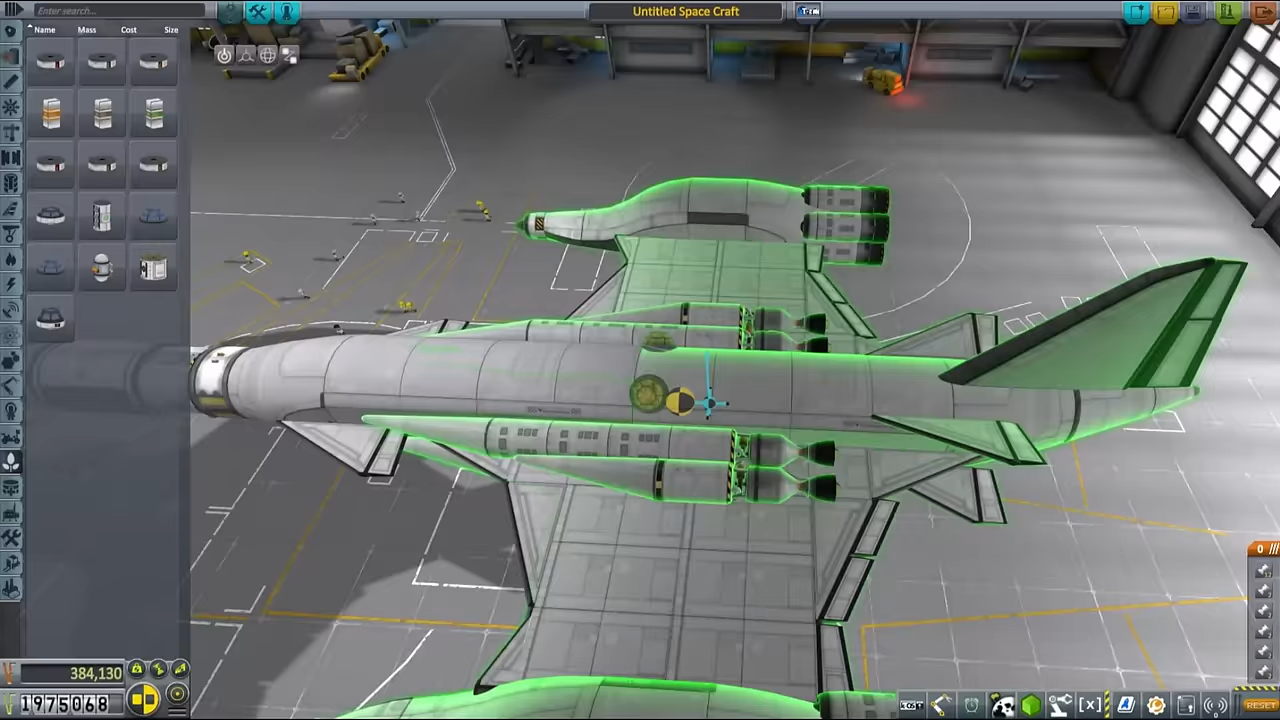 Enter search...
Untitled Space Craft
Name Mass Cost Size
0
384,130
1975068
[x]
RESET